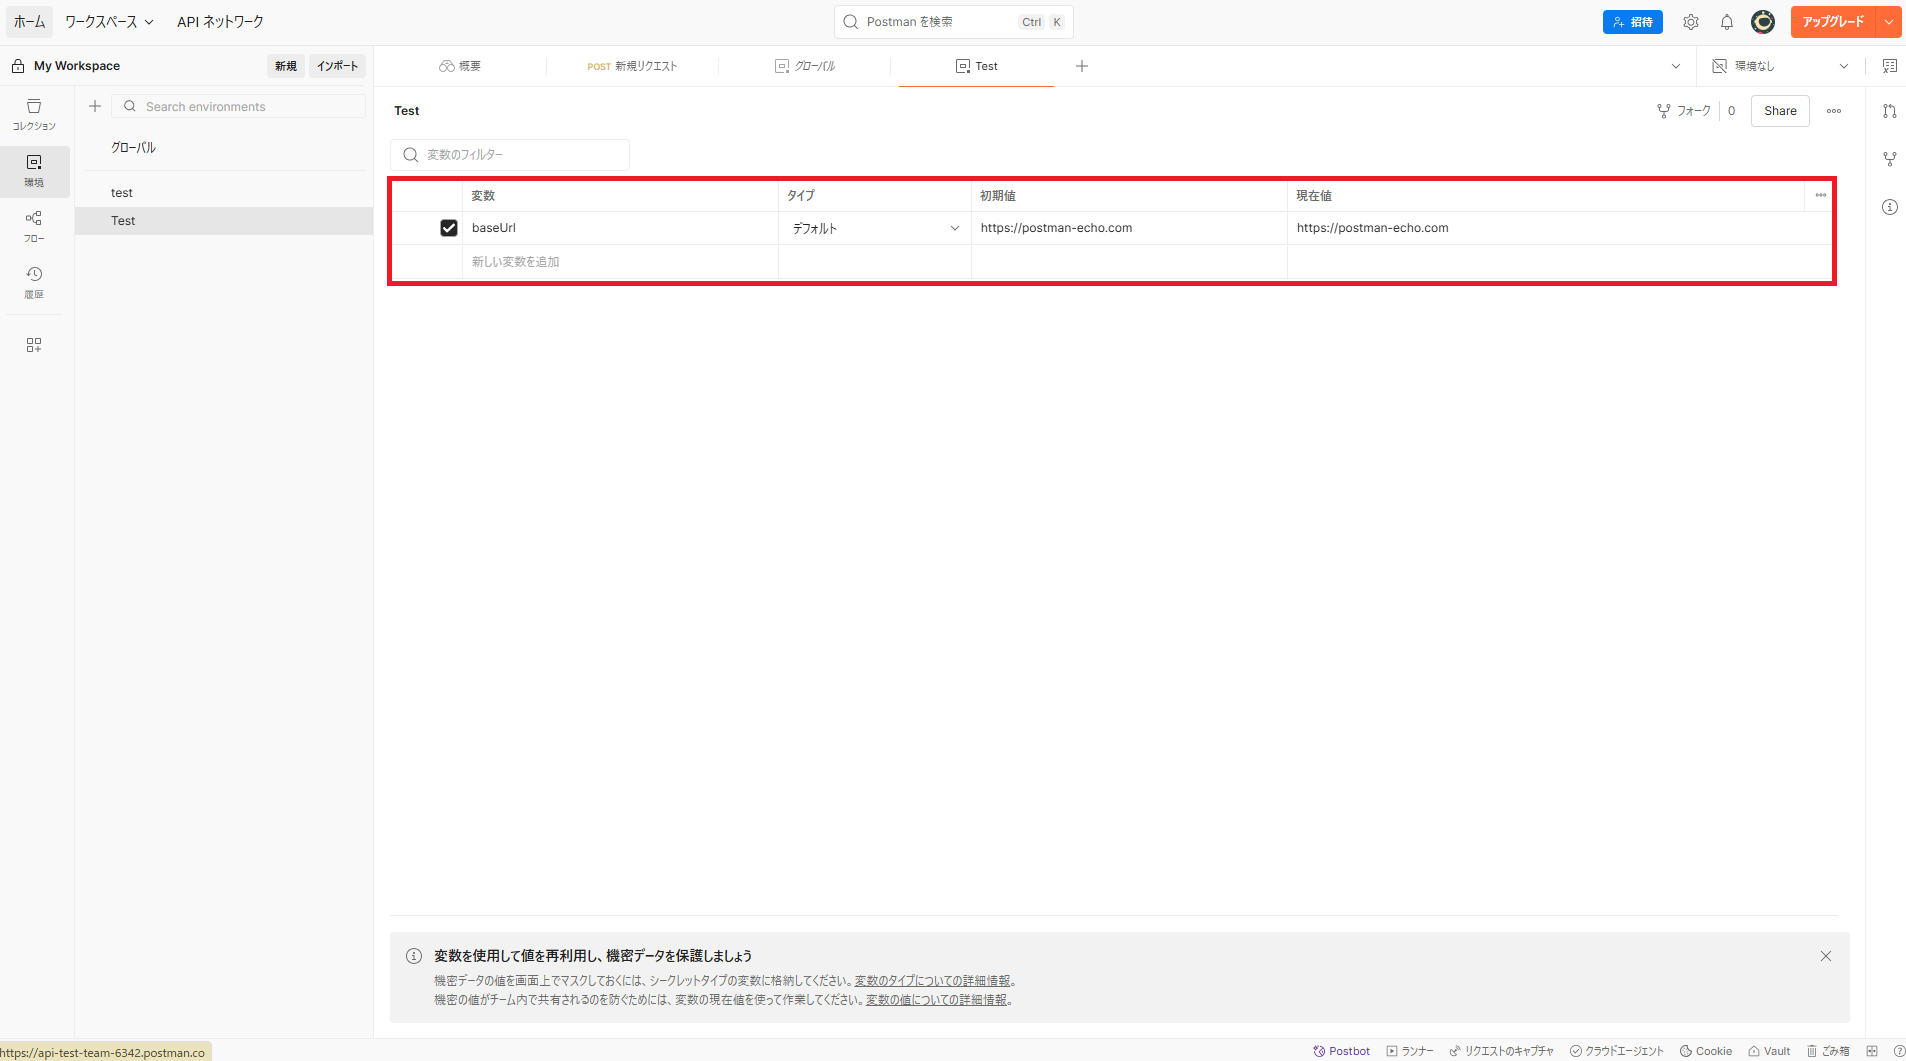 ホーム ワークスペース API ネットワーク Postman を検索 Ctrl K 招待 アップグレード
My Workspace 新規 インポート 概要 POST 新規リクエスト グローバル Test 環境なし
コレクション
環境
フロー
履歴
Search environments
グローバル
test
Test
Test フォーク 0 Share
変数のフィルター
変数 タイプ 初期値 現在値
baseUrl デフォルト https://postman-echo.com https://postman-echo.com
新しい変数を追加
変数を使用して値を再利用し、機密データを保護しましょう
機密データの値を画面上でマスクしておくには、シークレットタイプの変数に格納してください。変数のタイプについての詳細情報。
機密の値がチーム内で共有されるのを防ぐためには、変数の現在値を使って作業してください。変数の値についての詳細情報。
https://api-test-team-6342.postman.co Postbot ランナー リクエストのキャプチャ クラウドエージェント Cookie Vault ごみ箱